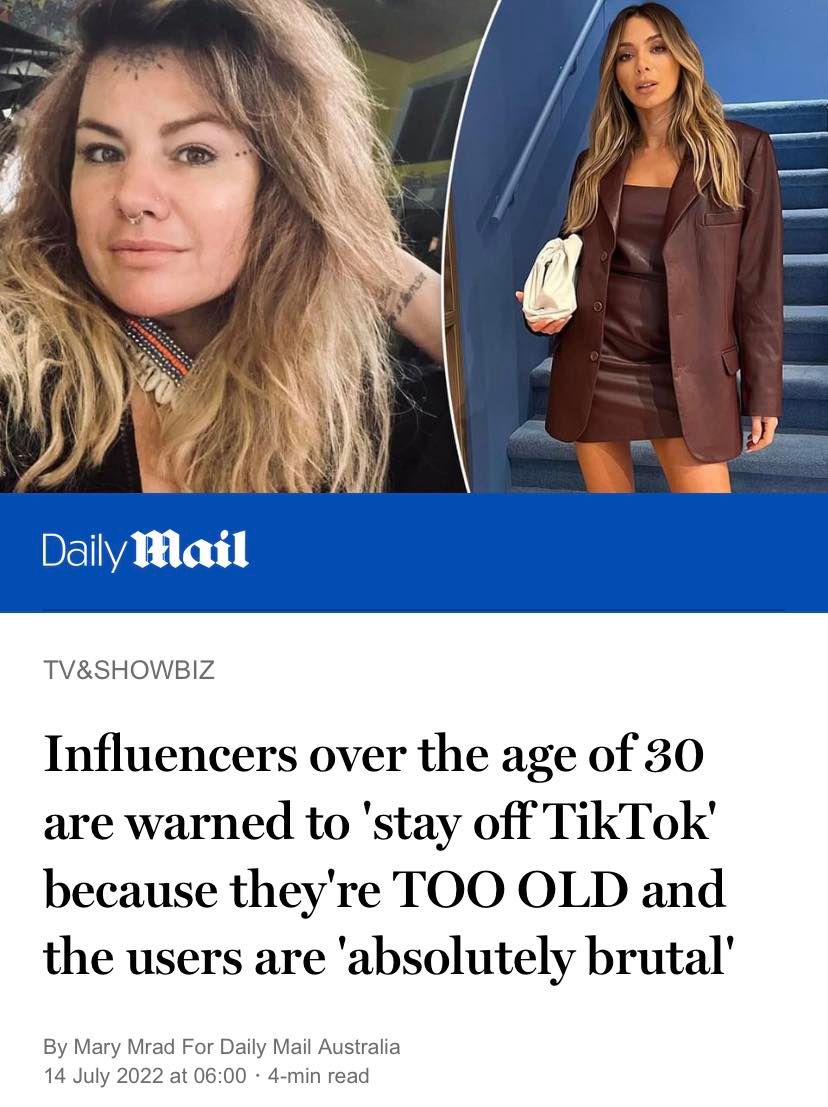 Daily Mail
TV&SHOWBIZ
Influencers over the age of 30
are warned to 'stay off TikTok'
because they're TOO OLD and
the users are 'absolutely brutal'
By Mary Mrad For Daily Mail Australia
14 July 2022 at 06:00 · 4-min read